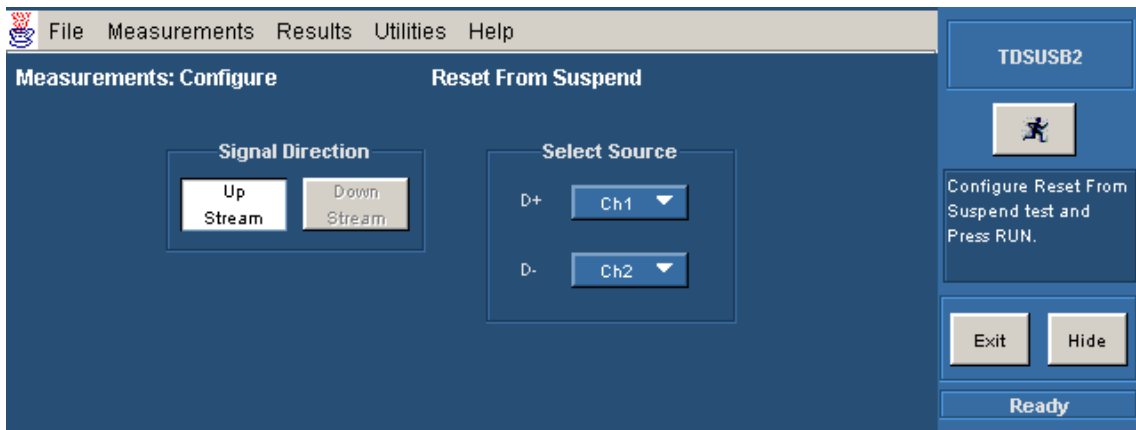 File Measurements Results Utilities Help
TDSUSB2
Measurements: Configure
Reset From Suspend
Signal Direction
Up
Stream
Down
Stream
Select Source
D+
Ch1
D-
Ch2
Configure Reset From
Suspend test and
Press RUN.
Exit
Hide
Ready